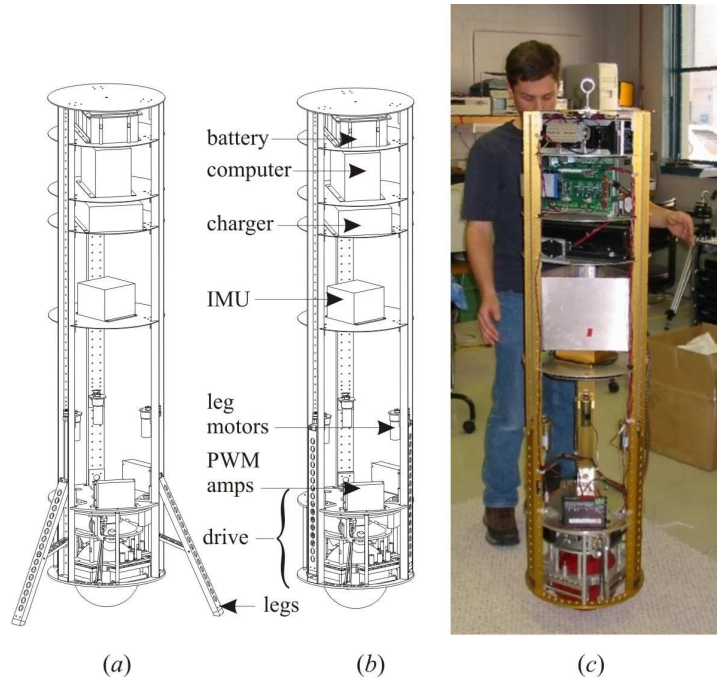 battery
computer
charger
IMU
leg
motors
PWM
amps
drive
legs
(a)
(b)
(c)